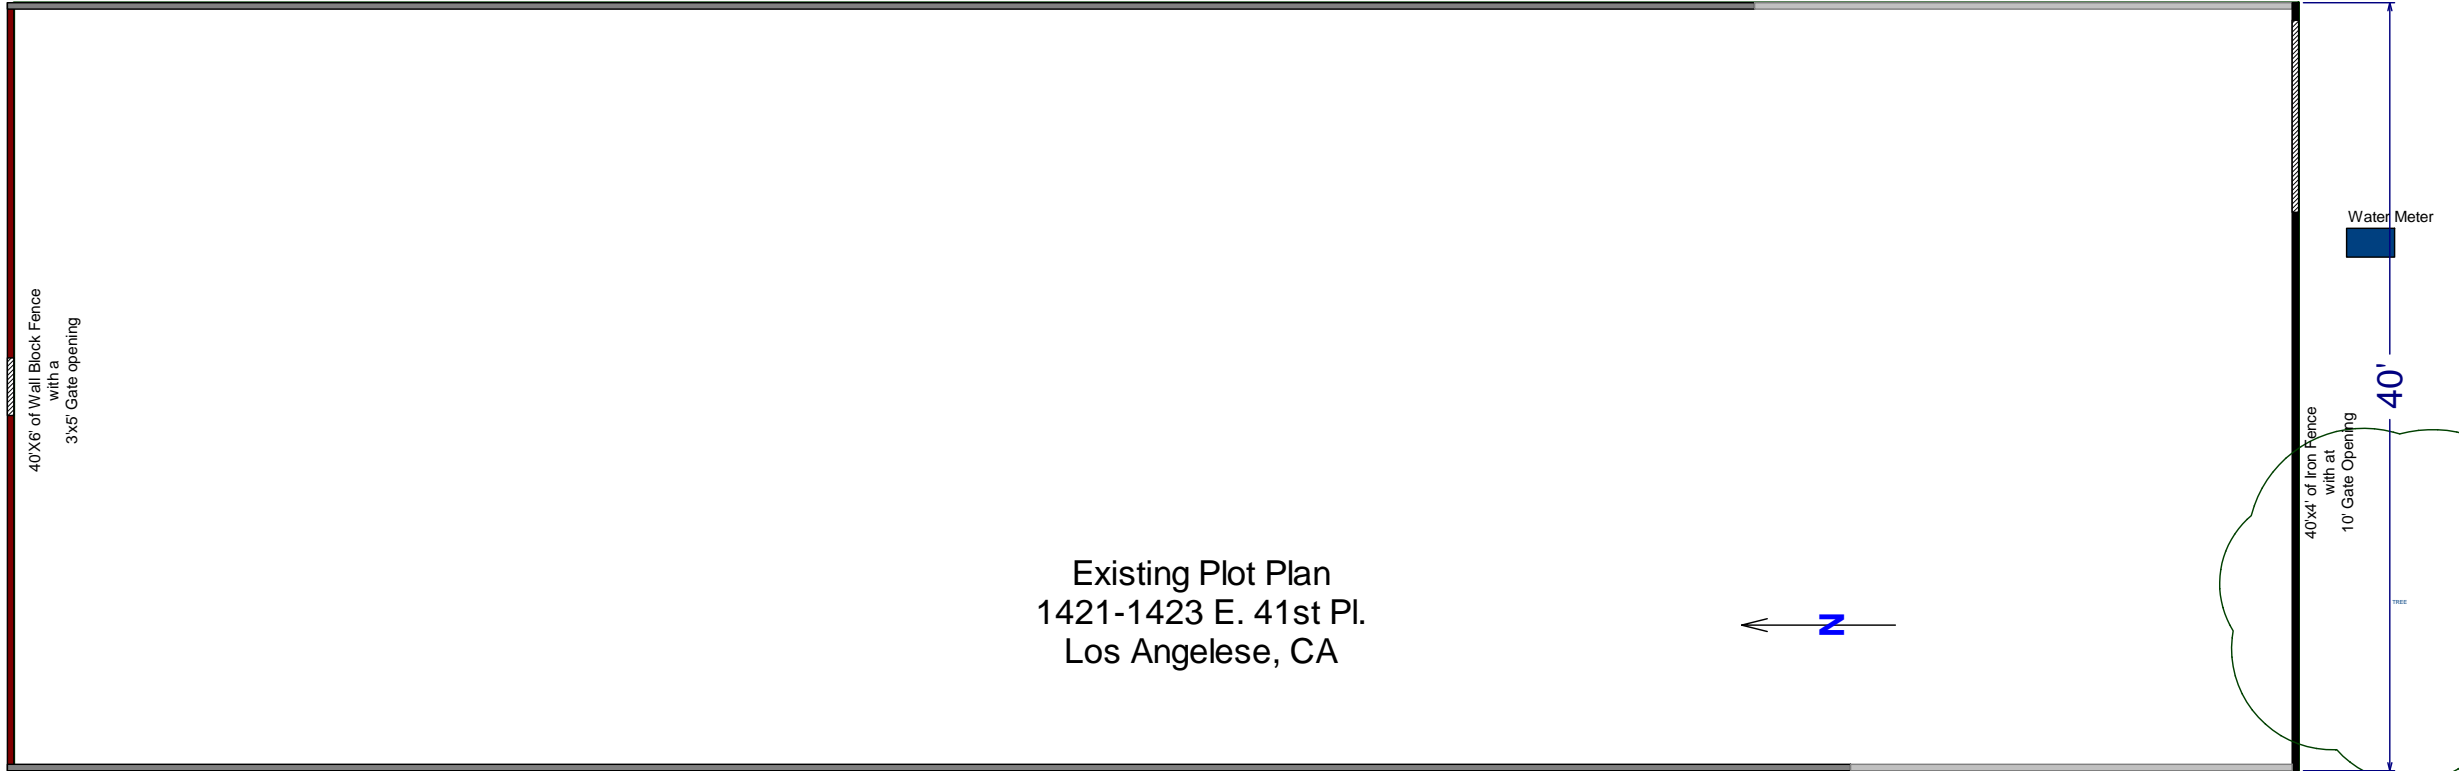 40'X6' of Wall Block Fence
with a
3'x5' Gate opening
Existing Plot Plan
1421-1423 E. 41st Pl.
Los Angelese, CA
N
Water Meter
40'
40'x4' of Iron Fence
with at
10' Gate Opening
TREE